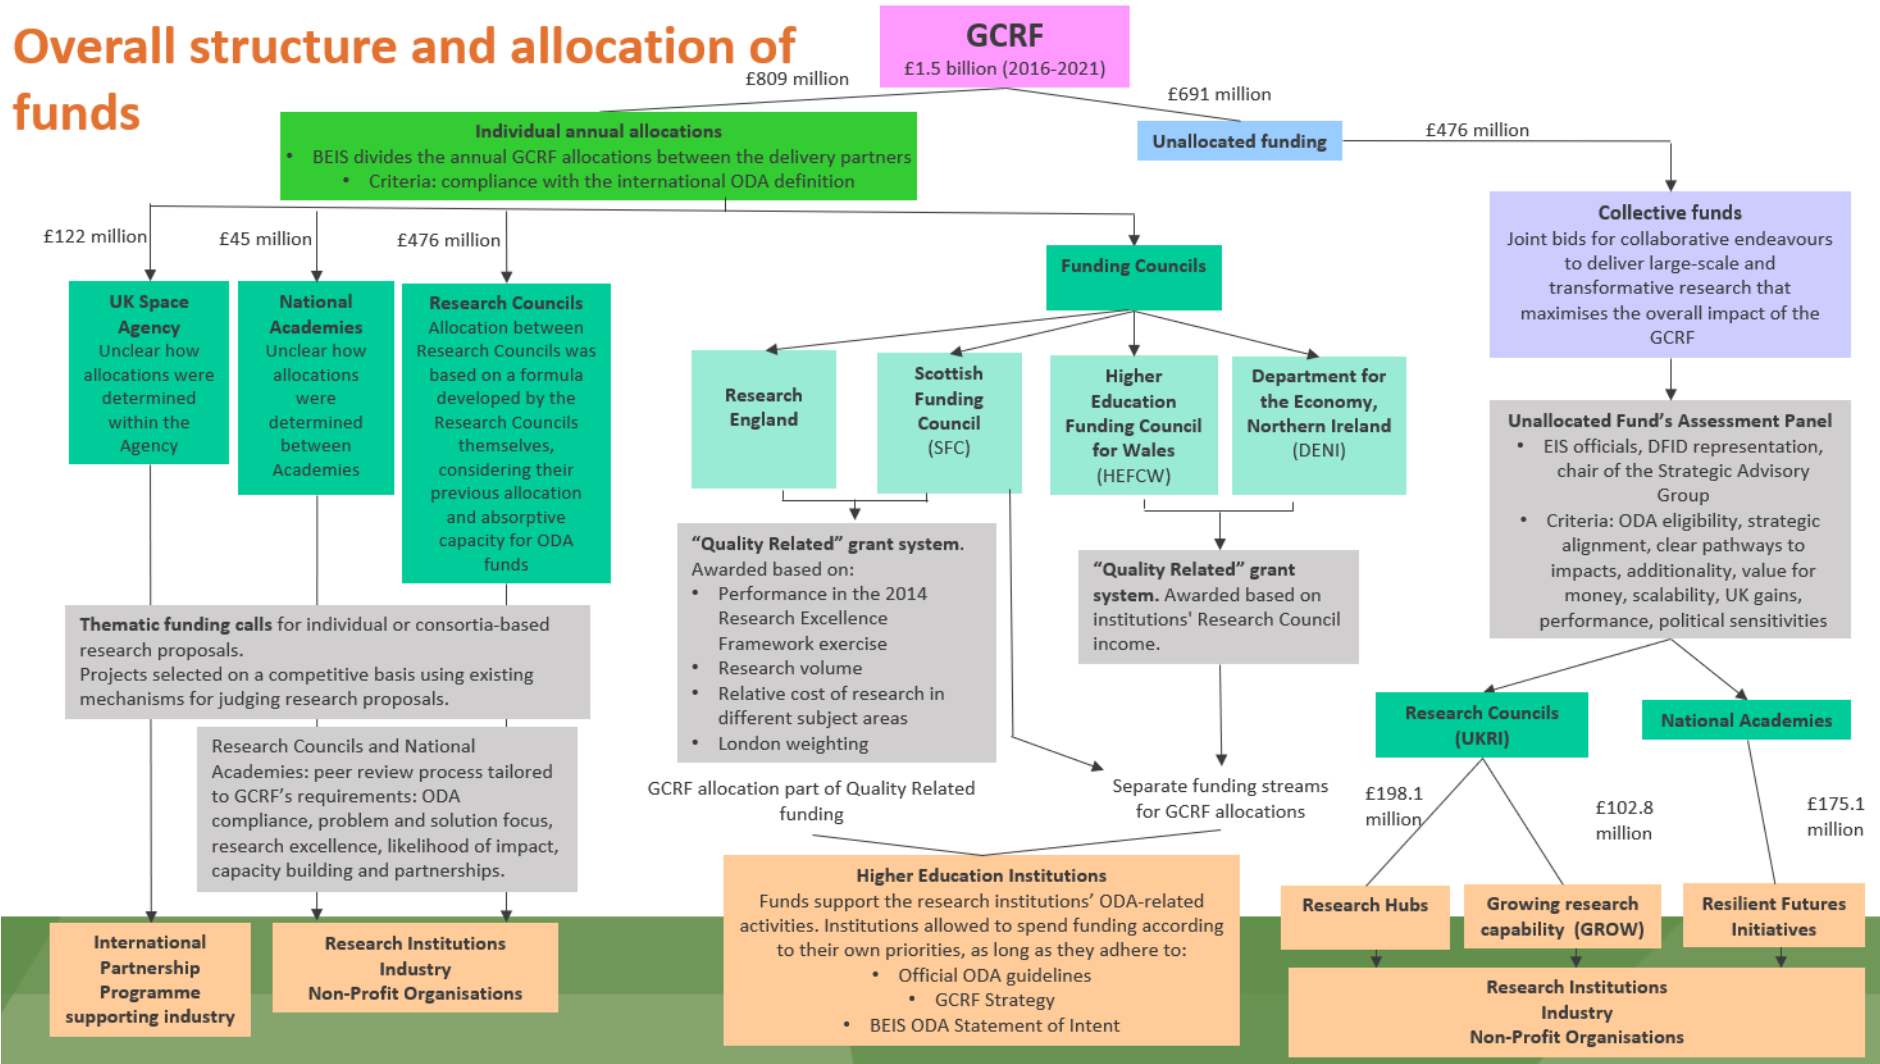 Overall structure and allocation of
funds
GCRF
£1.5 billion (2016-2021)
£809 million
£691 million
Individual annual allocations
• BEIS divides the annual GCRF allocations between the delivery partners
• Criteria: compliance with the international ODA definition
Unallocated funding
£476 million
£122 million
£45 million
£476 million
UK Space
Agency
Unclear how
allocations were
determined
within the
Agency
National
Academies
Unclear how
allocations
were
determined
between
Academies
Research Councils
Allocation between
Research Councils was
based on a formula
developed by the
Research Councils
themselves,
considering their
previous allocation
and absorptive
capacity for ODA
funds
Funding Councils
Research
England
Scottish
Funding
Council
(SFC)
Higher
Education
Funding Council
for Wales
(HEFCW)
Department for
the Economy,
Northern Ireland
(DENI)
Collective funds
Joint bids for collaborative endeavours
to deliver large-scale and
transformative research that
maximises the overall impact of the
GCRF
Unallocated Fund’s Assessment Panel
• EIS officials, DFID representation,
chair of the Strategic Advisory
Group
• Criteria: ODA eligibility, strategic
alignment, clear pathways to
impacts, additionality, value for
money, scalability, UK gains,
performance, political sensitivities
“Quality Related” grant system.
Awarded based on:
• Performance in the 2014
Research Excellence
Framework exercise
• Research volume
• Relative cost of research in
different subject areas
• London weighting
“Quality Related” grant
system. Awarded based on
institutions' Research Council
income.
Thematic funding calls for individual or consortia-based
research proposals.
Projects selected on a competitive basis using existing
mechanisms for judging research proposals.
Research Councils and National
Academies: peer review process tailored
to GCRF’s requirements: ODA
compliance, problem and solution focus,
research excellence, likelihood of impact,
capacity building and partnerships.
GCRF allocation part of Quality Related
funding
Separate funding streams
for GCRF allocations
Research Councils
(UKRI)
National Academies
£198.1
million
£102.8
million
£175.1
million
International
Partnership
Programme
supporting industry
Research Institutions
Industry
Non-Profit Organisations
Higher Education Institutions
Funds support the research institutions’ ODA-related
activities. Institutions allowed to spend funding according
to their own priorities, as long as they adhere to:
• Official ODA guidelines
• GCRF Strategy
• BEIS ODA Statement of Intent
Research Hubs
Growing research
capability (GROW)
Resilient Futures
Initiatives
Research Institutions
Industry
Non-Profit Organisations